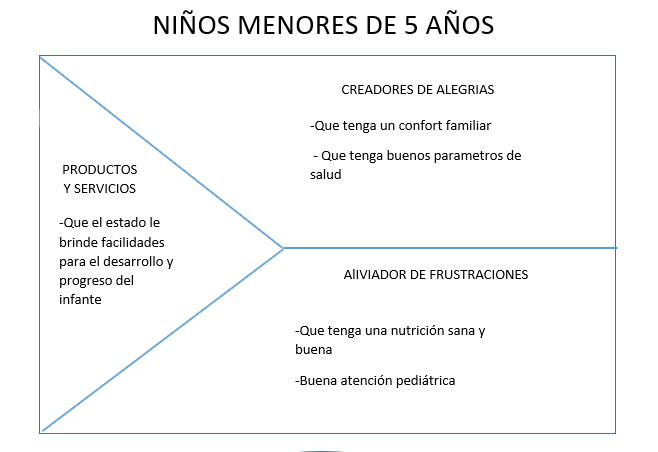 NIÑOS MENORES DE 5 AÑOS
CREADORES DE ALEGRIAS
-Que tenga un confort familiar
- Que tenga buenos parametros de
salud
PRODUCTOS
Y SERVICIOS
-Que el estado le
brinde facilidades
para el desarrollo y
progreso del
infante
AlIVIADOR DE FRUSTRACIONES
-Que tenga una nutrición sana y
buena
-Buena atención pediátrica